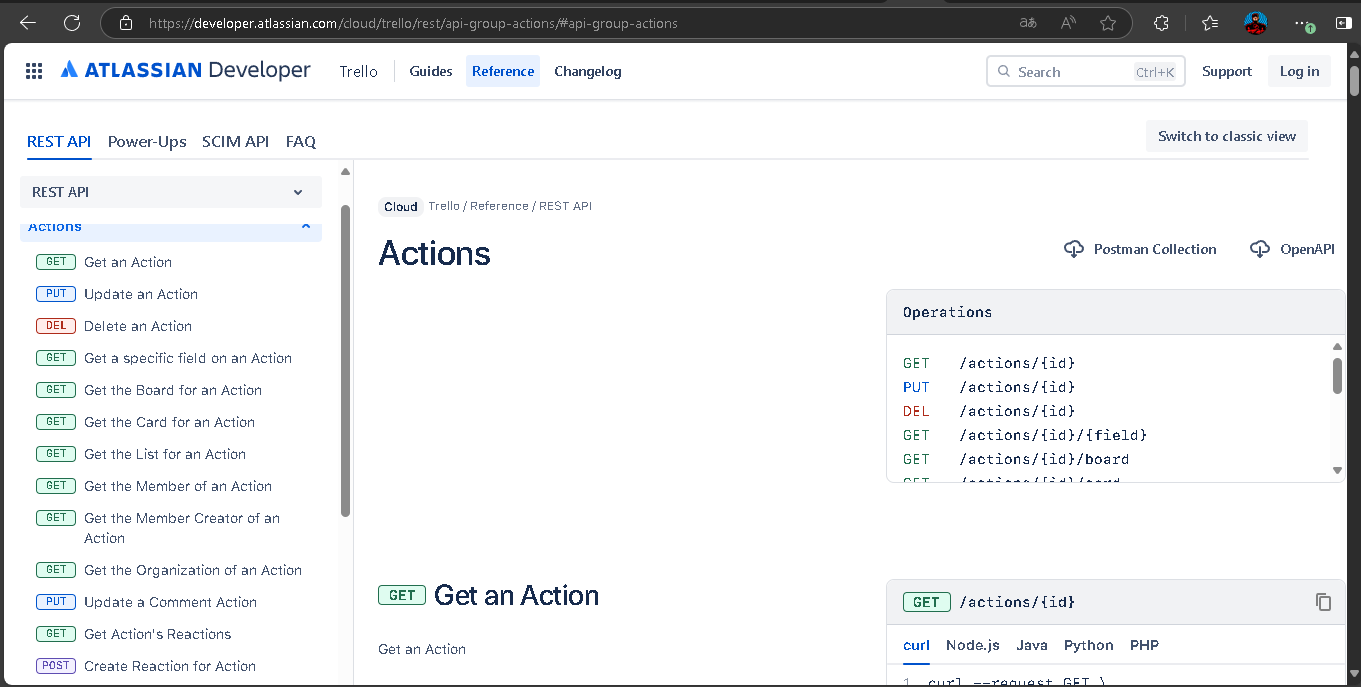 https://developer.atlassian.com/cloud/trello/rest/api-group-actions/#api-group-actions
ATLASSIAN Developer
Trello
Guides
Reference
Changelog
Search
Ctrl+K
Support
Log in
REST API
Power-Ups
SCIM API
FAQ
Switch to classic view
REST API
Actions
GET Get an Action
PUT Update an Action
DEL Delete an Action
GET Get a specific field on an Action
GET Get the Board for an Action
GET Get the Card for an Action
GET Get the List for an Action
GET Get the Member of an Action
GET Get the Member Creator of an
Action
GET Get the Organization of an Action
PUT Update a Comment Action
GET Get Action's Reactions
POST Create Reaction for Action
Cloud Trello / Reference / REST API
Actions
Postman Collection
OpenAPI
Operations
GET /actions/{id}
PUT /actions/{id}
DEL /actions/{id}
GET /actions/{id}/{field}
GET /actions/{id}/board
GET /actions/{id}/card
GET Get an Action
Get an Action
GET /actions/{id}
curl Node.js Java Python PHP
1 curl --request GET \